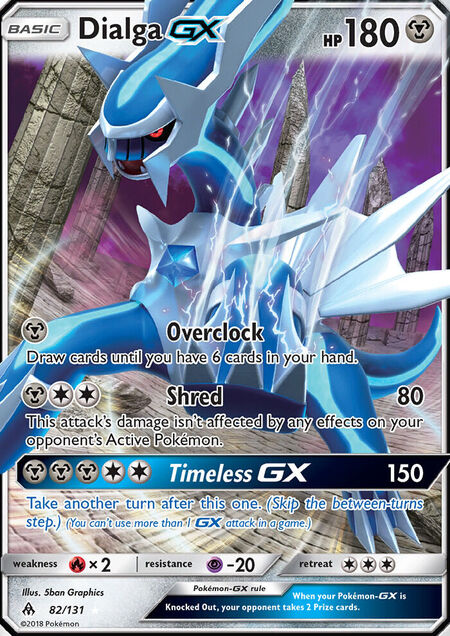 BASIC Dialga GX HP 180
Overclock
Draw cards until you have 6 cards in your hand.
Shred 80
This attack's damage isn't affected by any effects on your
opponent's Active Pokémon.
Timeless GX 150
Take another turn after this one. (Skip the between-turns
step.) (You can't use more than 1 GX attack in a game.)
weakness ×2 resistance -20 retreat
Illus. 5ban Graphics
82/131
©2018 Pokémon
Pokémon-GX rule
When your Pokémon-GX is
Knocked Out, your opponent takes 2 Prize cards.